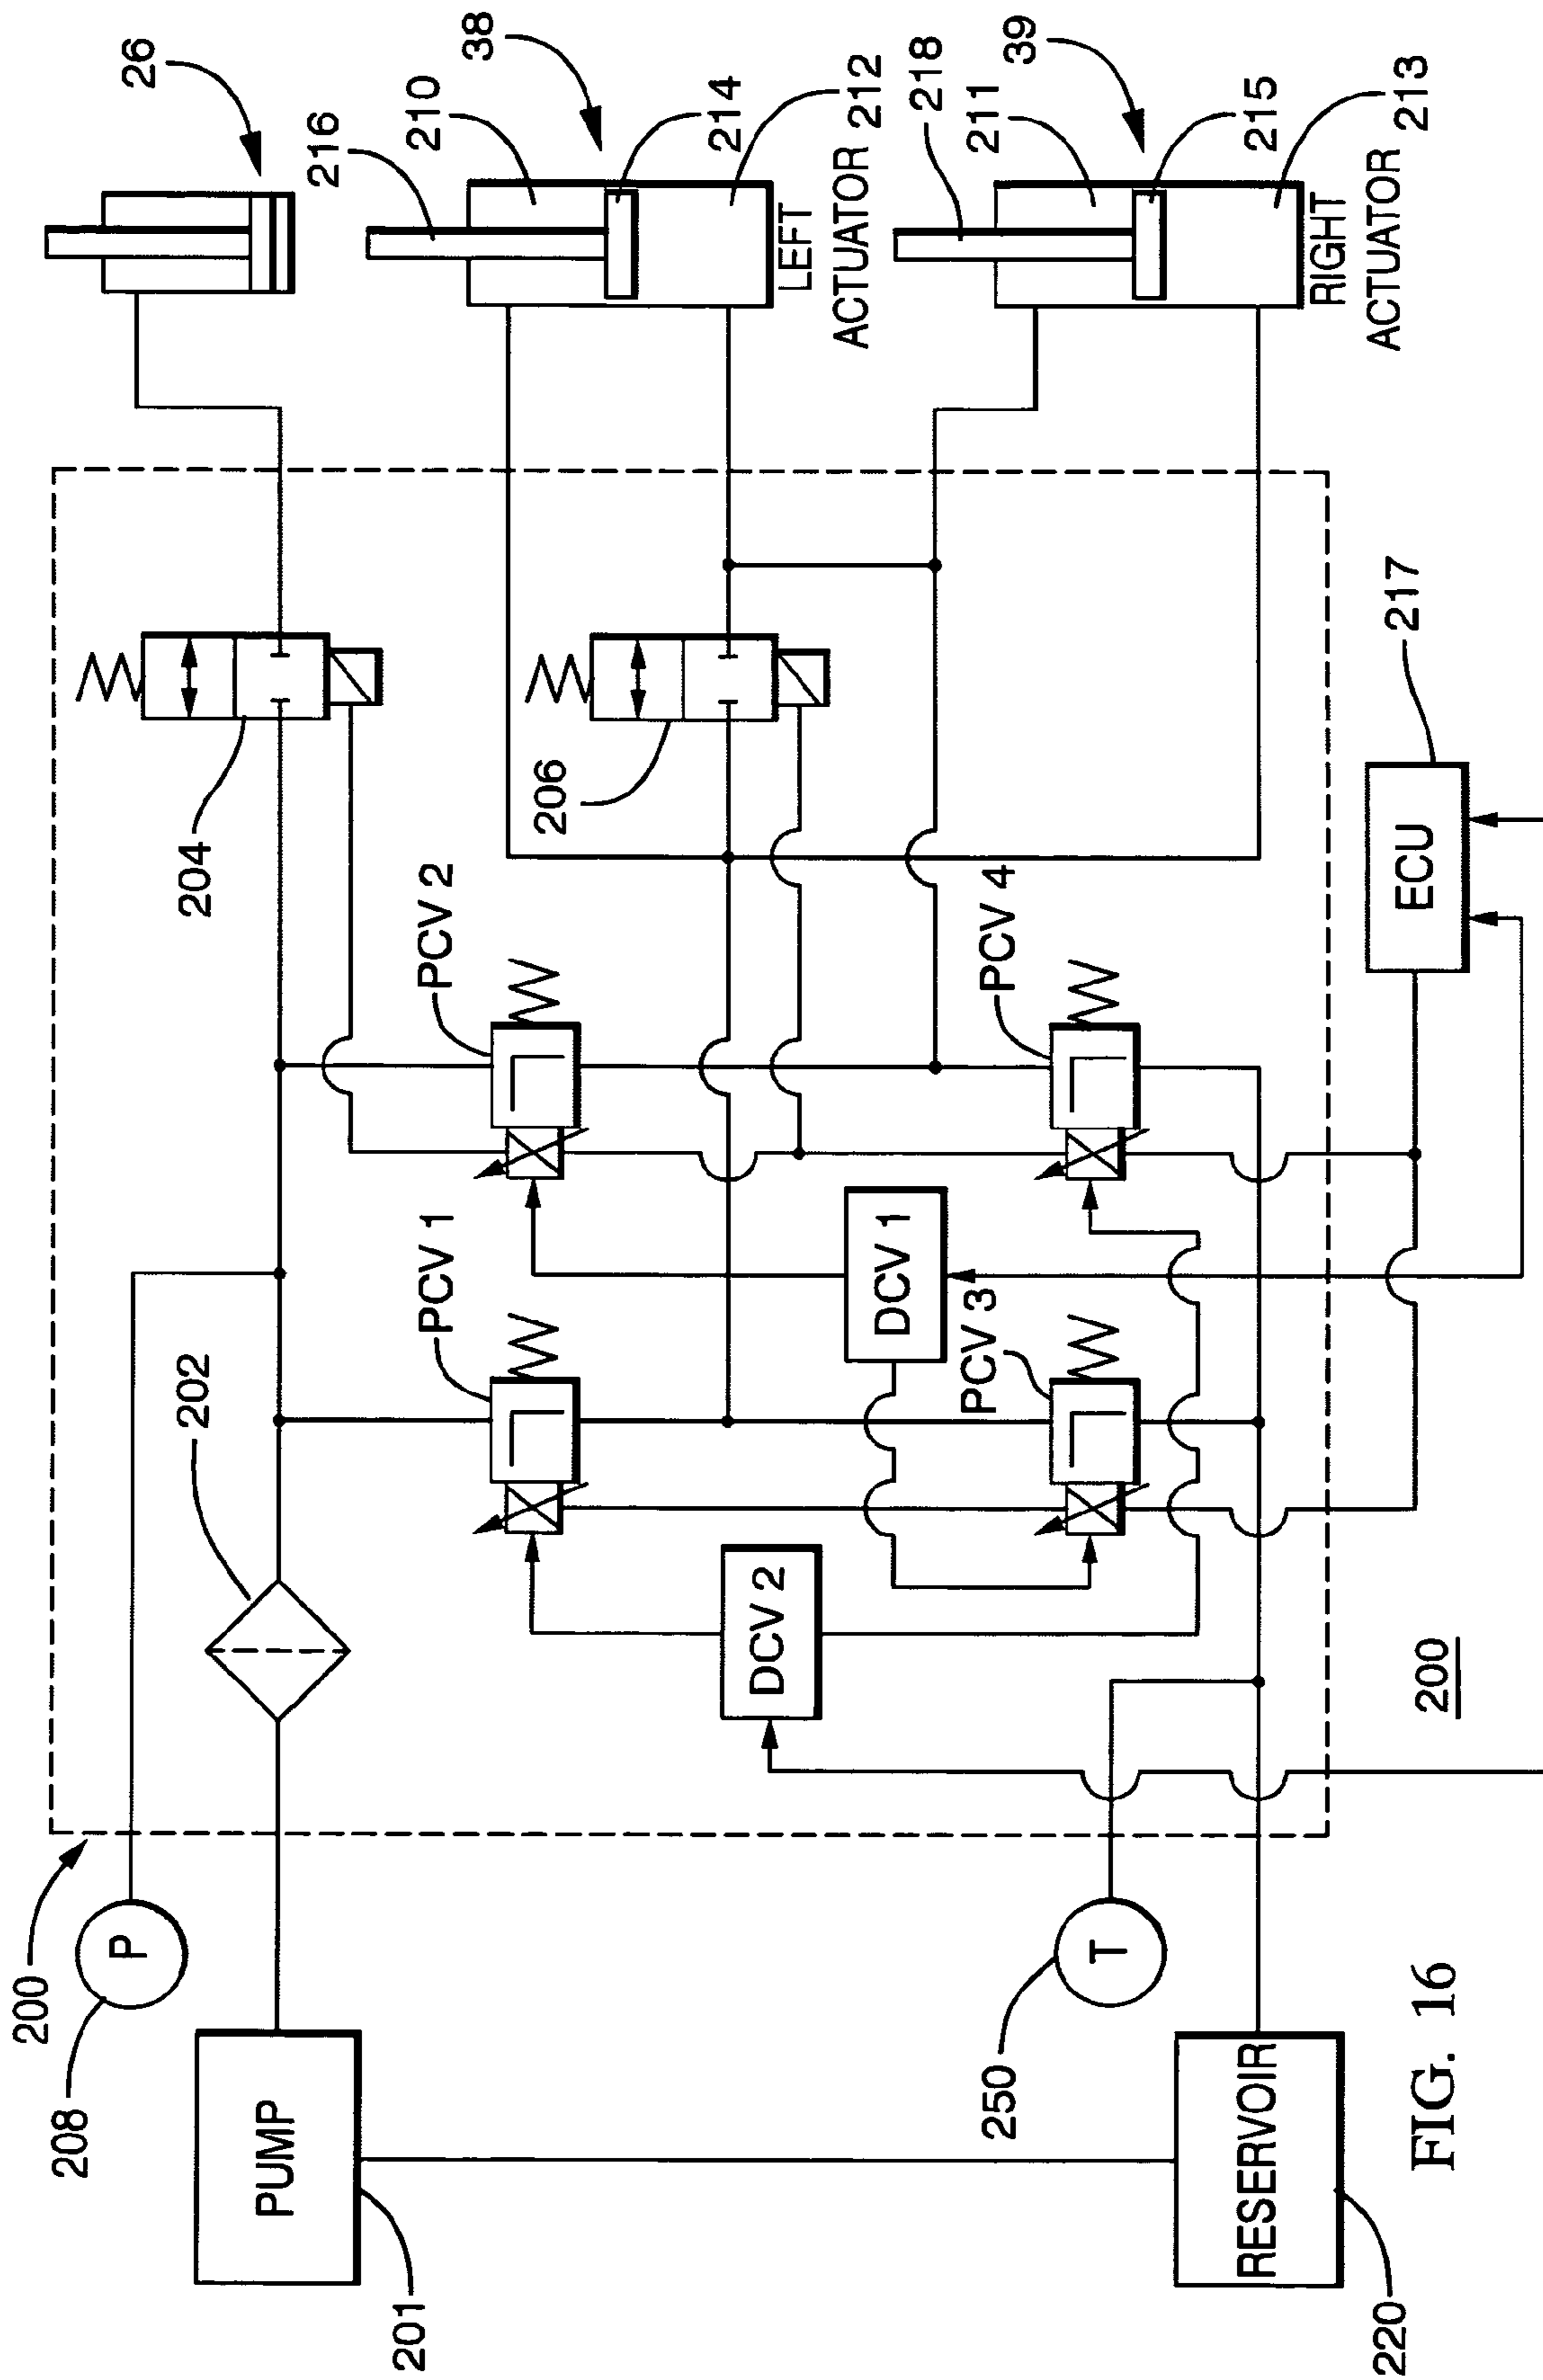 200
208
P
PUMP
201
202
204
26
216
210
38
214
212
LEFT
ACTUATOR
218
211
39
215
213
RIGHT
ACTUATOR
206
PCV 1
PCV 2
PCV 3
PCV 4
DCV 1
DCV 2
ECU
217
250
T
RESERVOIR
220
200
FIG. 16